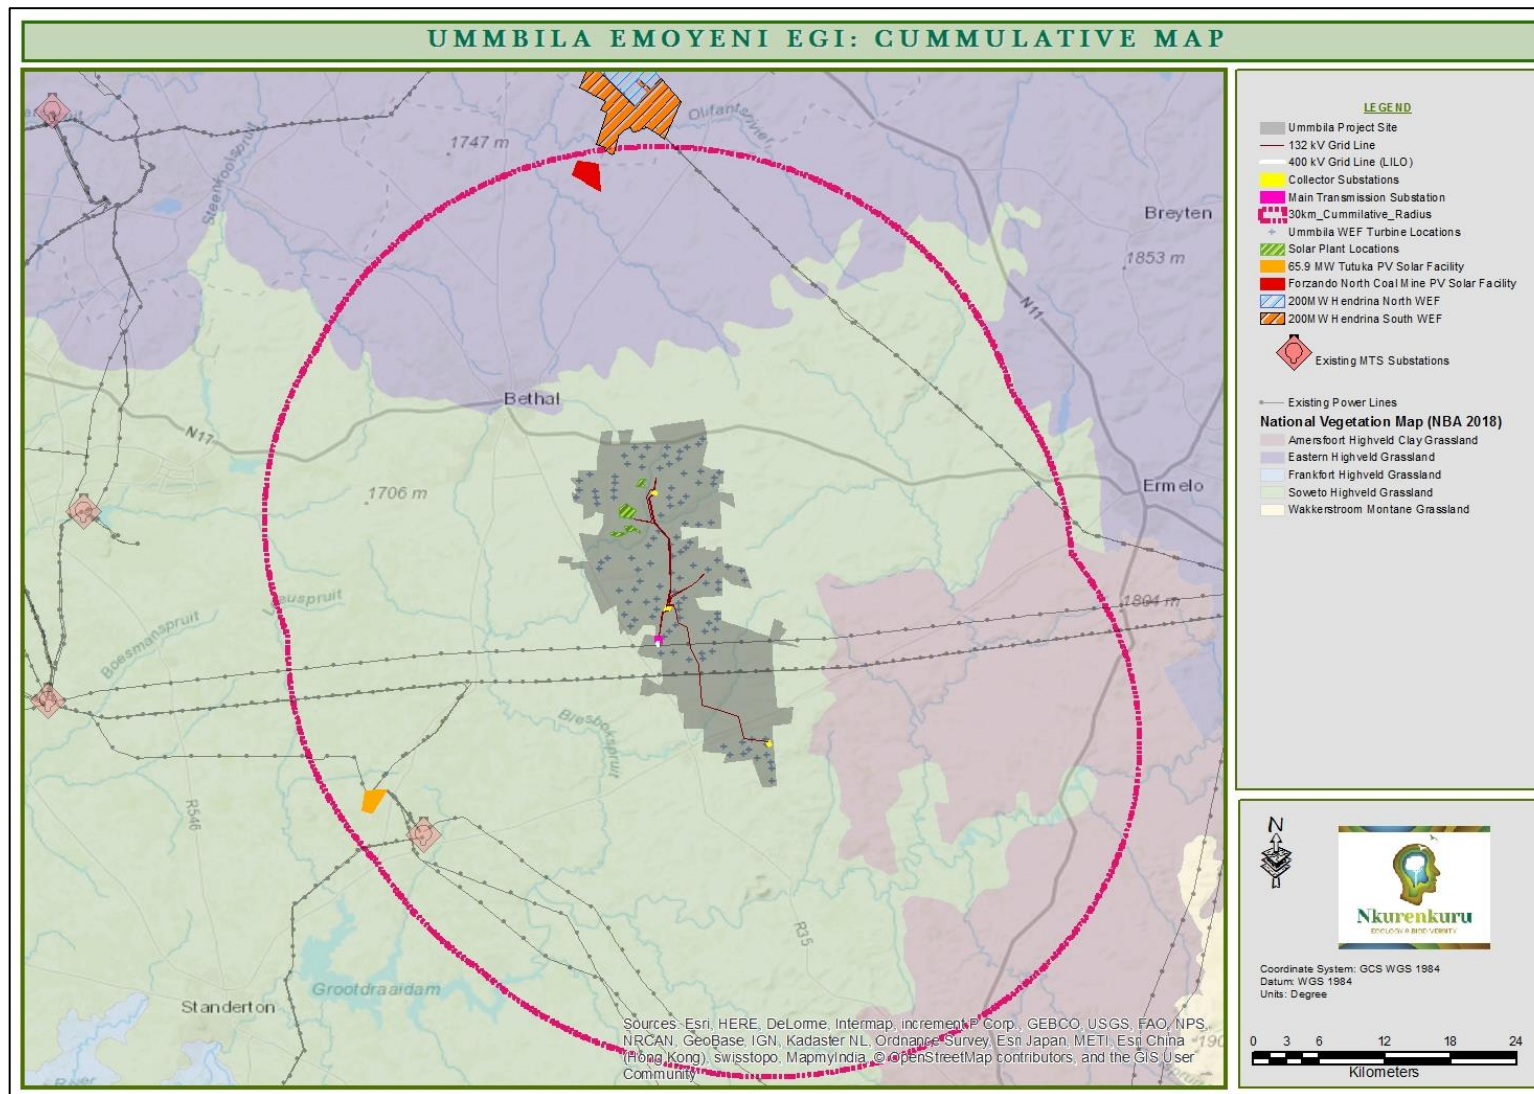 UMMBILA EMOYENI EGI: CUMMULATIVE MAP
Olifantsrivier
1747 m
Steenkoolspruit
Breyten
1853 m
N11
Bethal
N17
1706 m
Ermelo
1804 m
Boesmanspruit
Blesbokspruit
R546
R35
Grootdraaidam
Standerton
River
Sources: Esri, HERE, DeLorme, Intermap, increment P Corp., GEBCO, USGS, FAO, NPS,
NRCAN, GeoBase, IGN, Kadaster NL, Ordnance Survey, Esri Japan, METI, Esri China
(Hong Kong), swisstopo, MapmyIndia, © OpenStreetMap contributors, and the GIS User
Community
LEGEND
Ummbila Project Site
132 kV Grid Line
400 kV Grid Line (LILO)
Collector Substations
Main Transmission Substation
30km_Cummilative_Radius
Ummbila WEF Turbine Locations
Solar Plant Locations
65.9 MW Tutuka PV Solar Facility
Forzando North Coal Mine PV Solar Facility
200MW Hendrina North WEF
200MW Hendrina South WEF
Existing MTS Substations
Existing Power Lines
National Vegetation Map (NBA 2018)
Amersfoort Highveld Clay Grassland
Eastern Highveld Grassland
Frankfort Highveld Grassland
Soweto Highveld Grassland
Wakkerstroom Montane Grassland
N
Nkurenkuru
ECOLOGY & BIODIVERSITY
Coordinate System: GCS WGS 1984
Datum: WGS 1984
Units: Degree
0 3 6 12 18 24
Kilometers